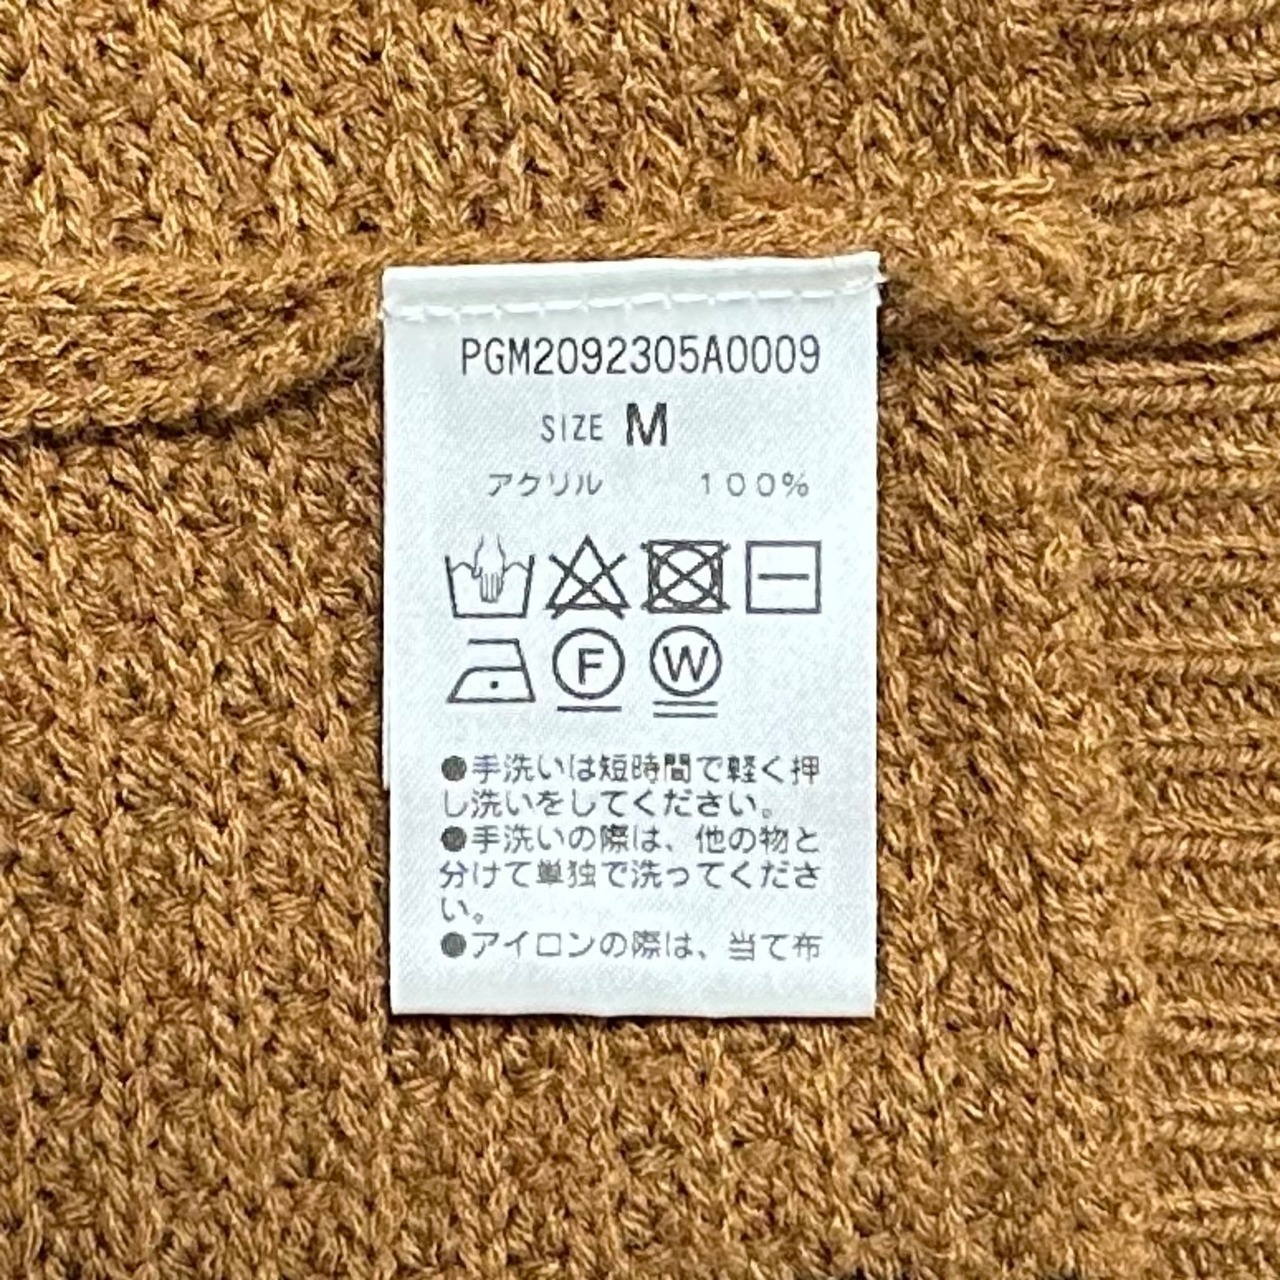 PGM2092305A0009
SIZE M
アクリル 100%
F W
●手洗いは短時間で軽く押
し洗いをしてください。
●手洗いの際は、他の物と
分けて単独で洗ってくださ
い。
●アイロンの際は、当て布